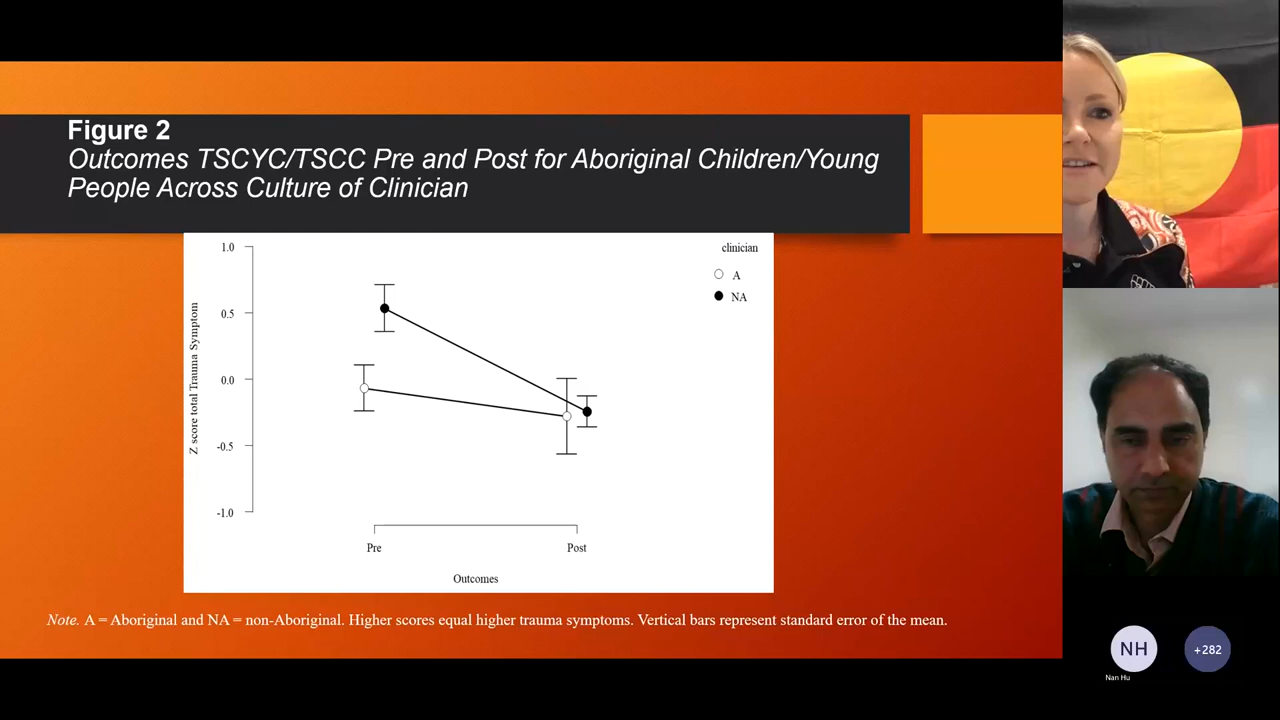 Figure 2
Outcomes TSCYC/TSCC Pre and Post for Aboriginal Children/Young
People Across Culture of Clinician
1.0
0.5
0.0
-0.5
-1.0
Z score total Trauma Symptom
clinician
A
NA
Pre
Post
Outcomes
Note. A = Aboriginal and NA = non-Aboriginal. Higher scores equal higher trauma symptoms. Vertical bars represent standard error of the mean.
NH
+282
Nan Hu